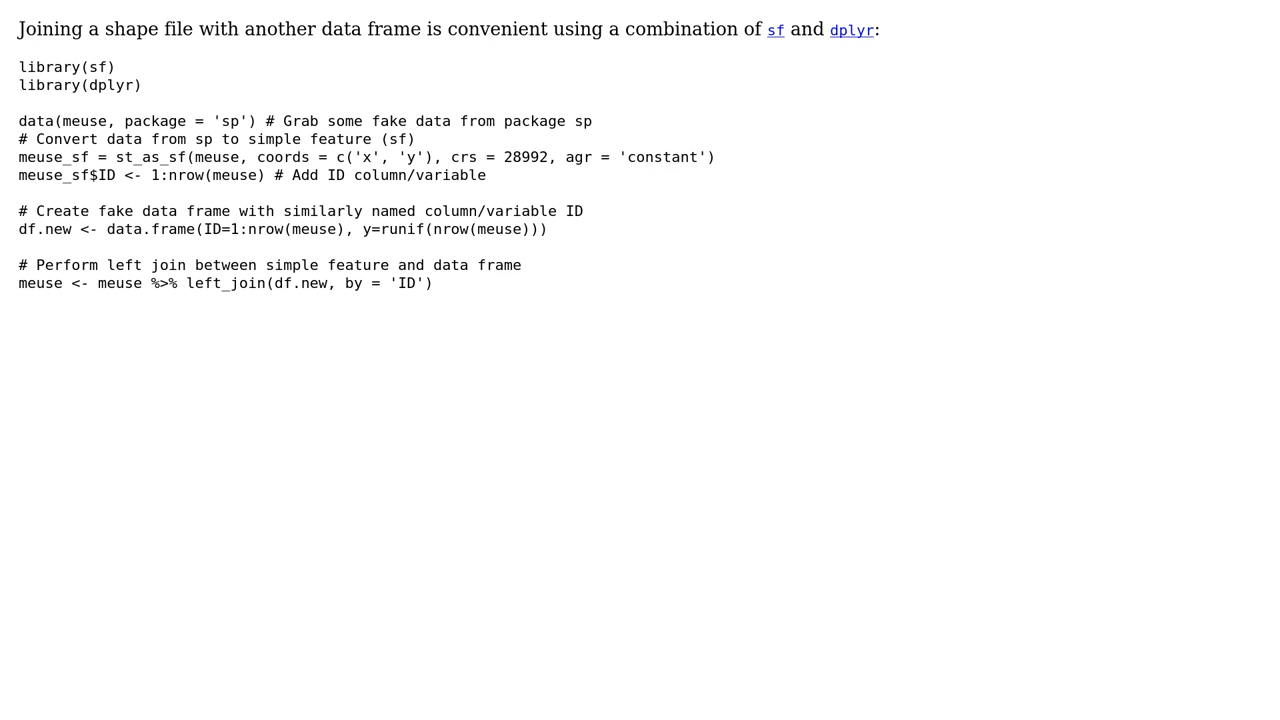 Joining a shape file with another data frame is convenient using a combination of sf and dplyr:
library(sf)
library(dplyr)
data(meuse, package = 'sp') # Grab some fake data from package sp
# Convert data from sp to simple feature (sf)
meuse_sf = st_as_sf(meuse, coords = c('x', 'y'), crs = 28992, agr = 'constant')
meuse_sf$ID <- 1:nrow(meuse) # Add ID column/variable
# Create fake data frame with similarly named column/variable ID
df.new <- data.frame(ID=1:nrow(meuse), y=runif(nrow(meuse)))
# Perform left join between simple feature and data frame
meuse <- meuse %>% left_join(df.new, by = 'ID')